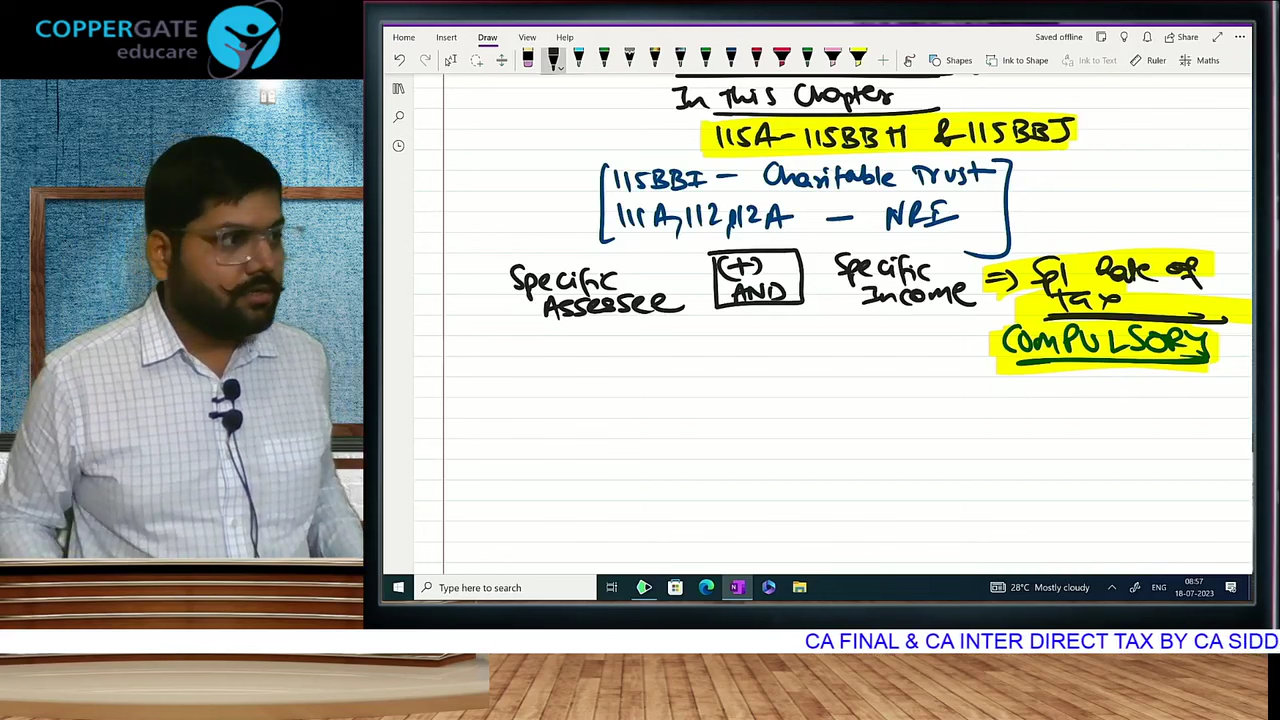 COPPERGATE
educare
Home Insert Draw View Help
Saved offline
Share
Shapes
Ink to Shape
Ink to Text
Ruler
Maths
In This Chapter
115A-115BBH & 115BBJ
115BBI - Charitable Trust
111A, 112, 112A -
Specific
Assessee
(+)
AND
Specific
Income
=> Spl Rate of
tax
COMPULSORY
Type here to search
28°C Mostly cloudy
ENG
08:57
18-07-2023
CA FINAL & CA INTER DIRECT TAX BY CA SIDD